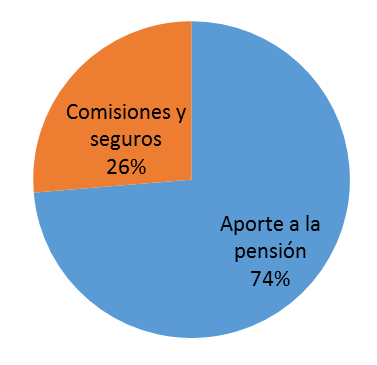 Comisiones y
seguros
26%
Aporte a la
pensión
74%